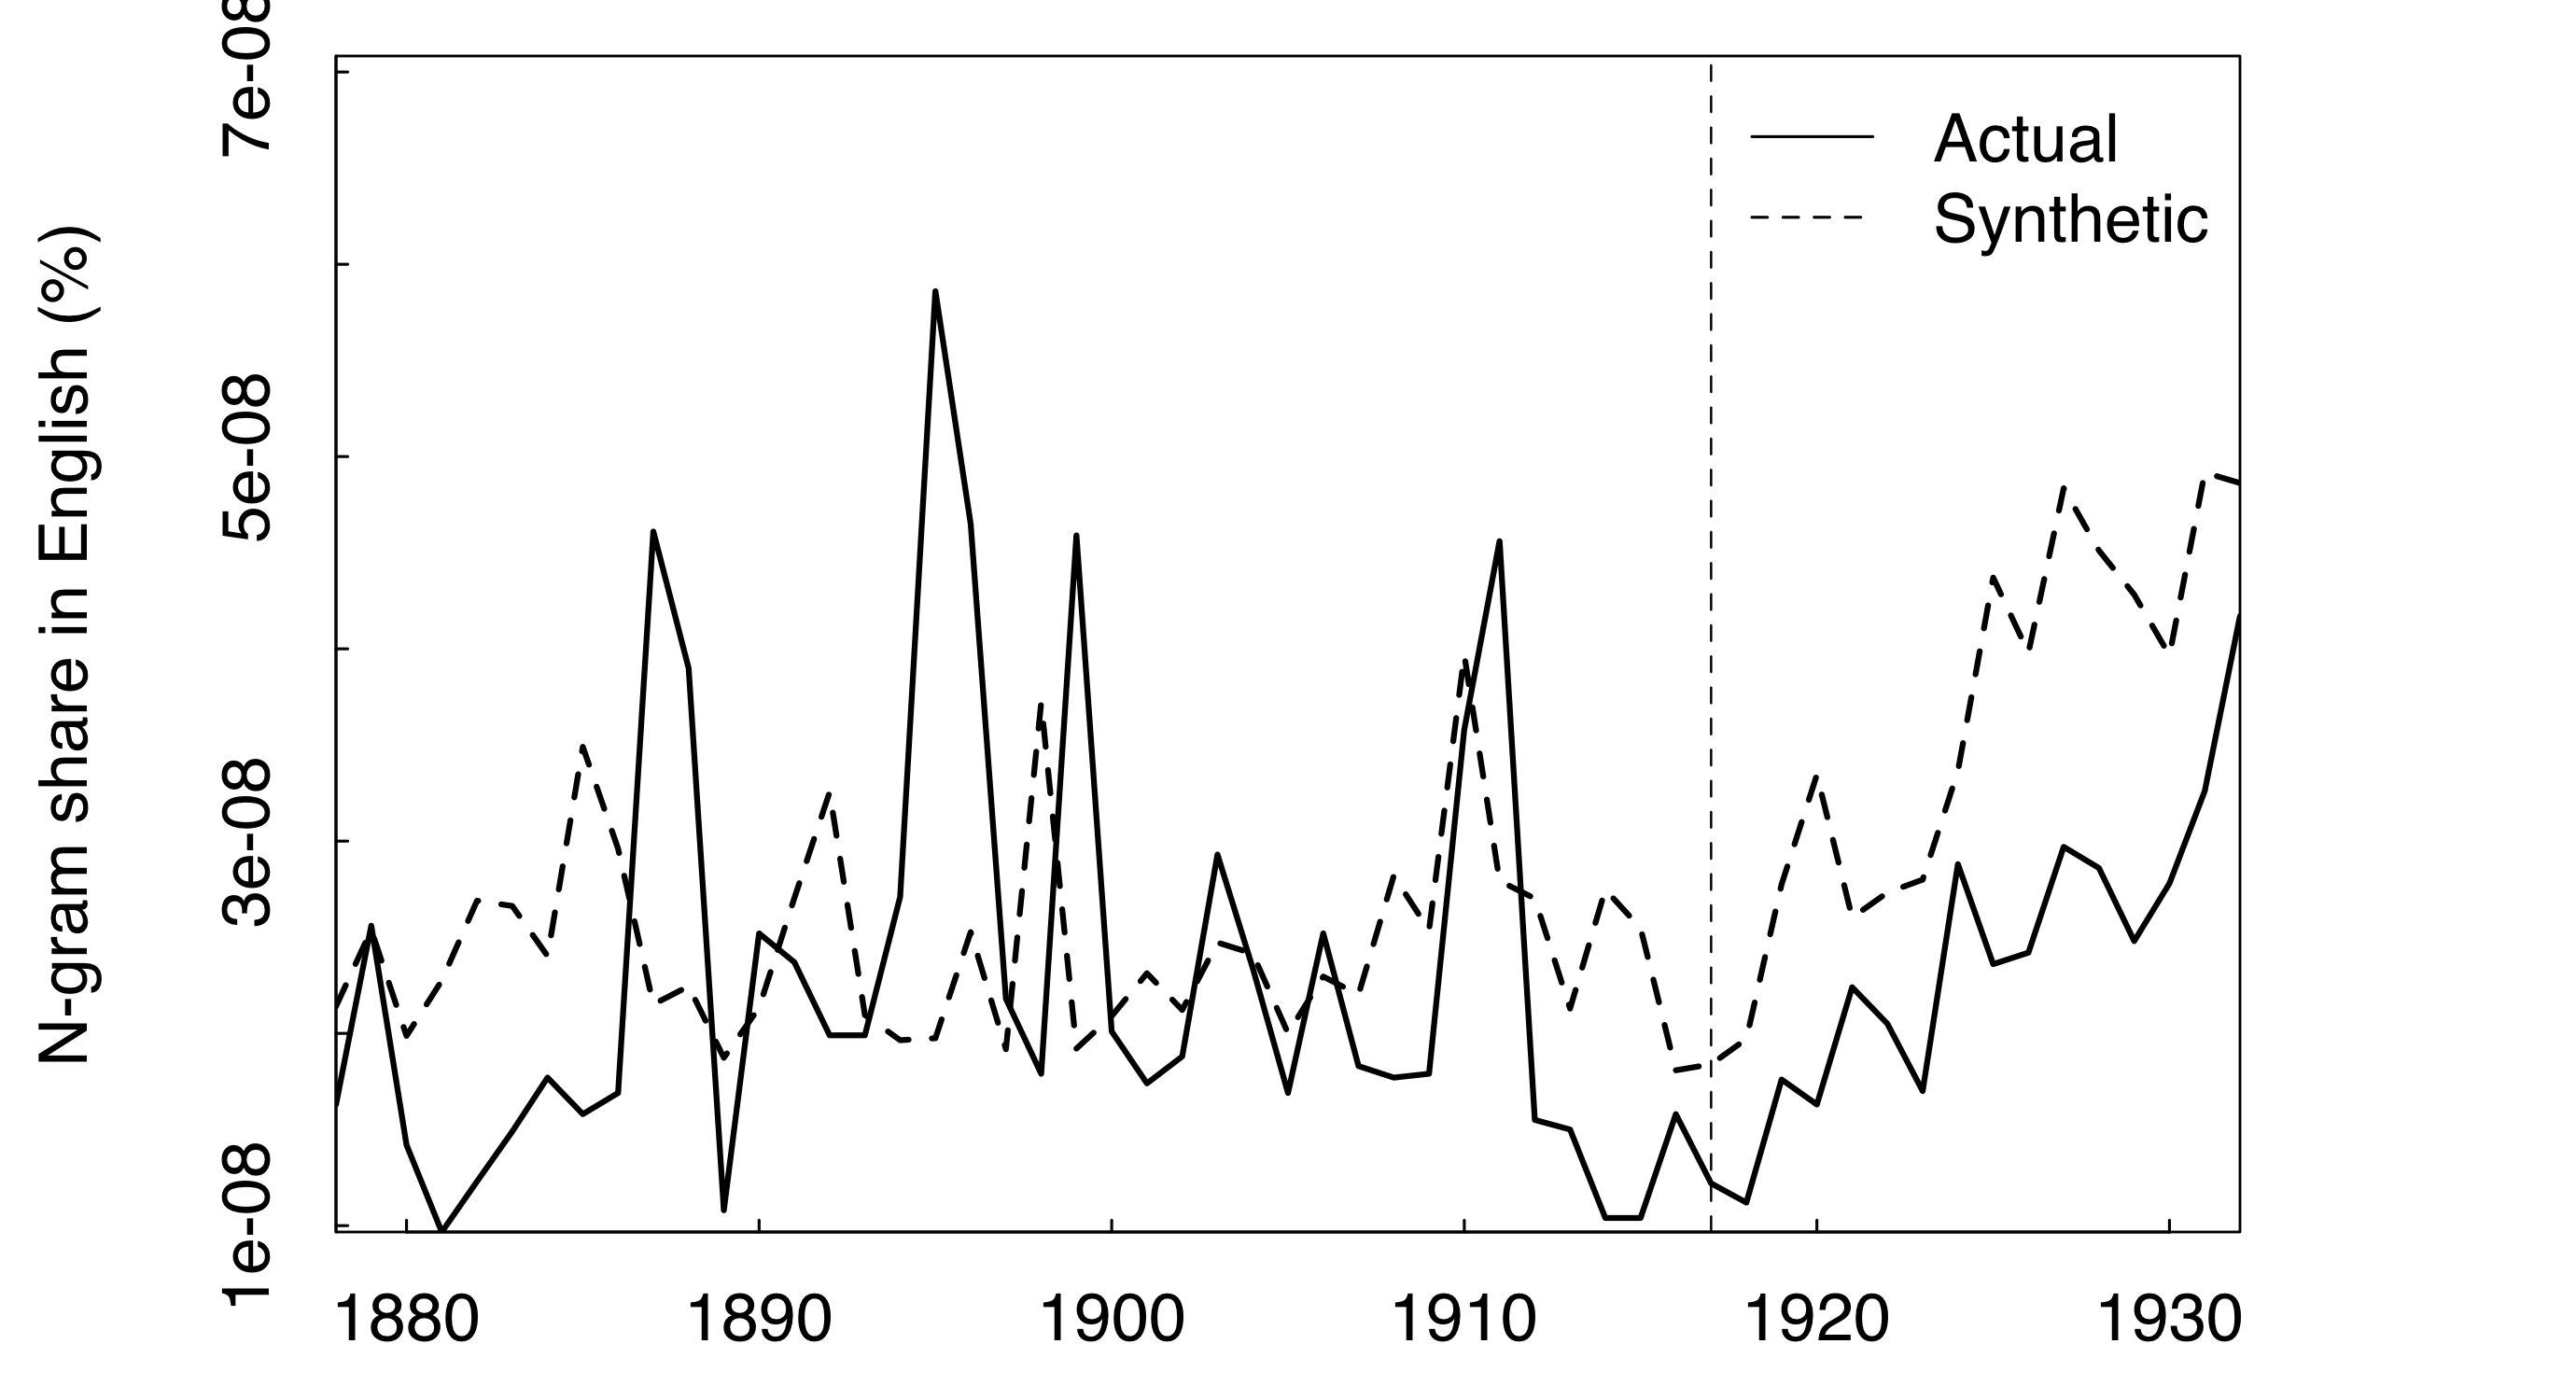 N-gram share in English (%)
7e-08
5e-08
3e-08
1e-08
Actual
Synthetic
1880 1890 1900 1910 1920 1930